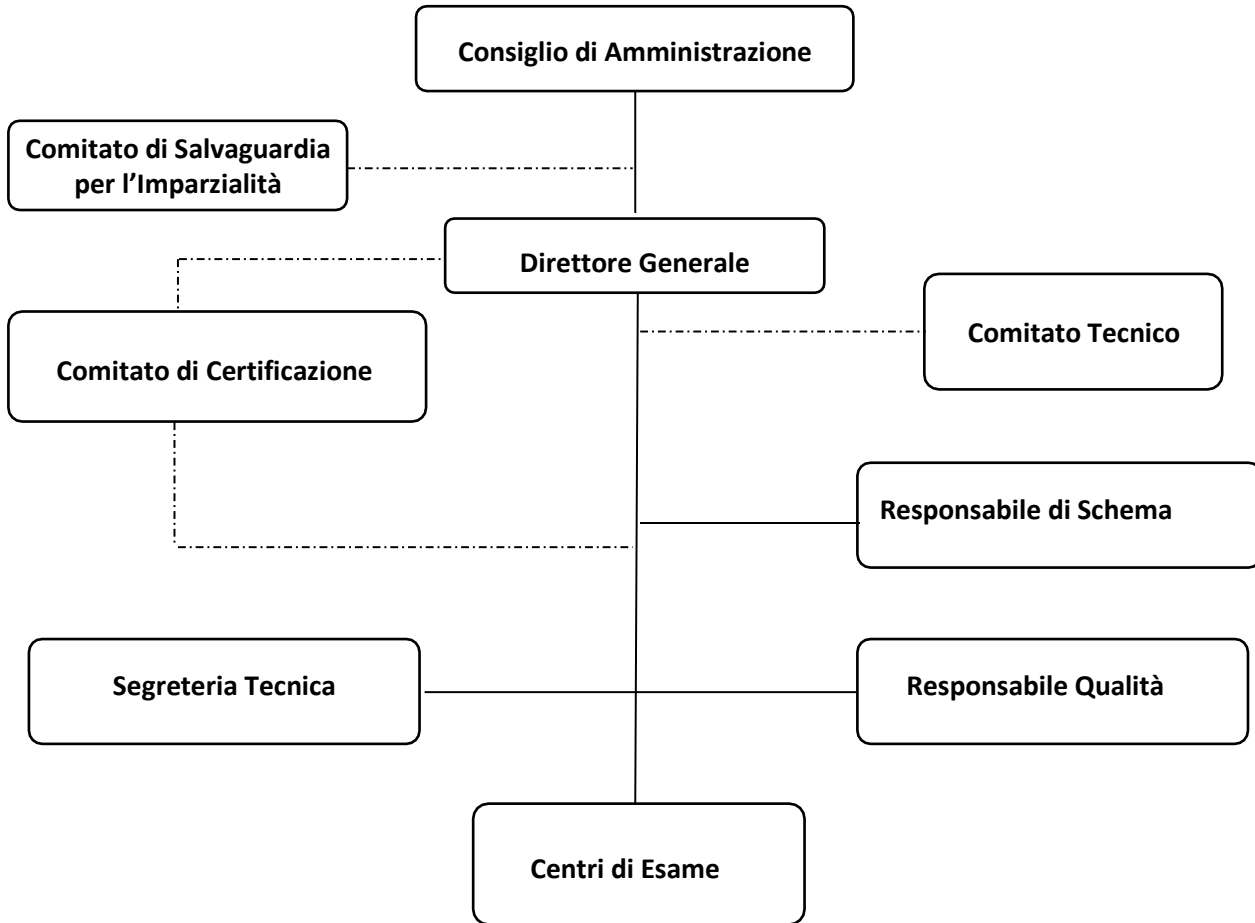 Consiglio di Amministrazione
Comitato di Salvaguardia
per l’Imparzialità
Direttore Generale
Comitato Tecnico
Comitato di Certificazione
Responsabile di Schema
Segreteria Tecnica
Responsabile Qualità
Centri di Esame